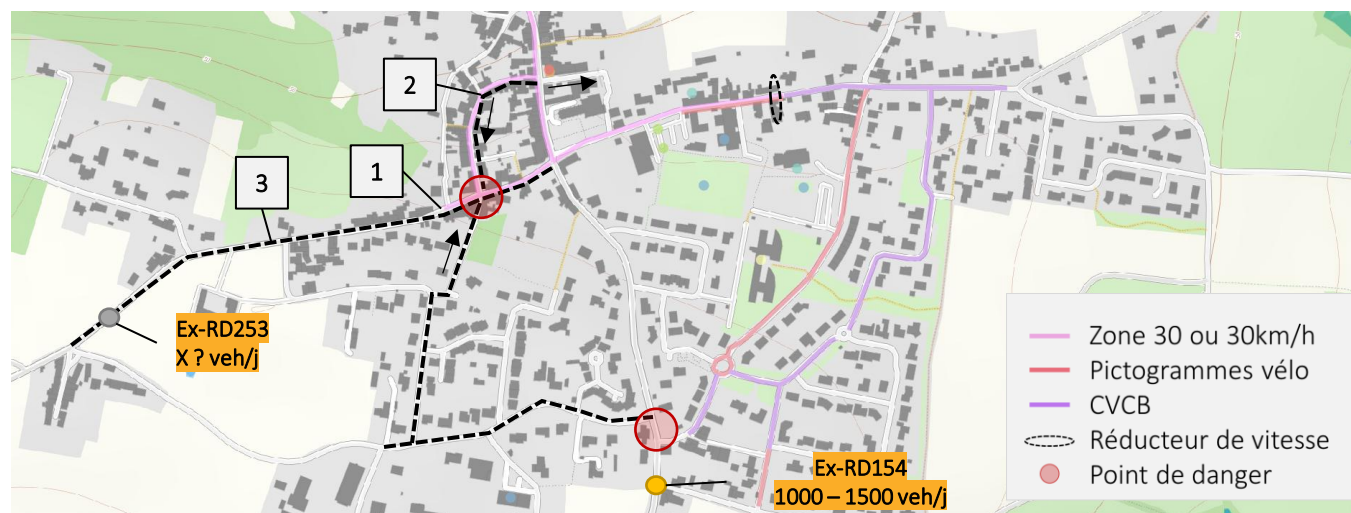 2
1
3
Ex-RD253
X ? veh/j
Zone 30 ou 30km/h
Pictogrammes vélo
CVCB
Réducteur de vitesse
Point de danger
Ex-RD154
1000 – 1500 veh/j